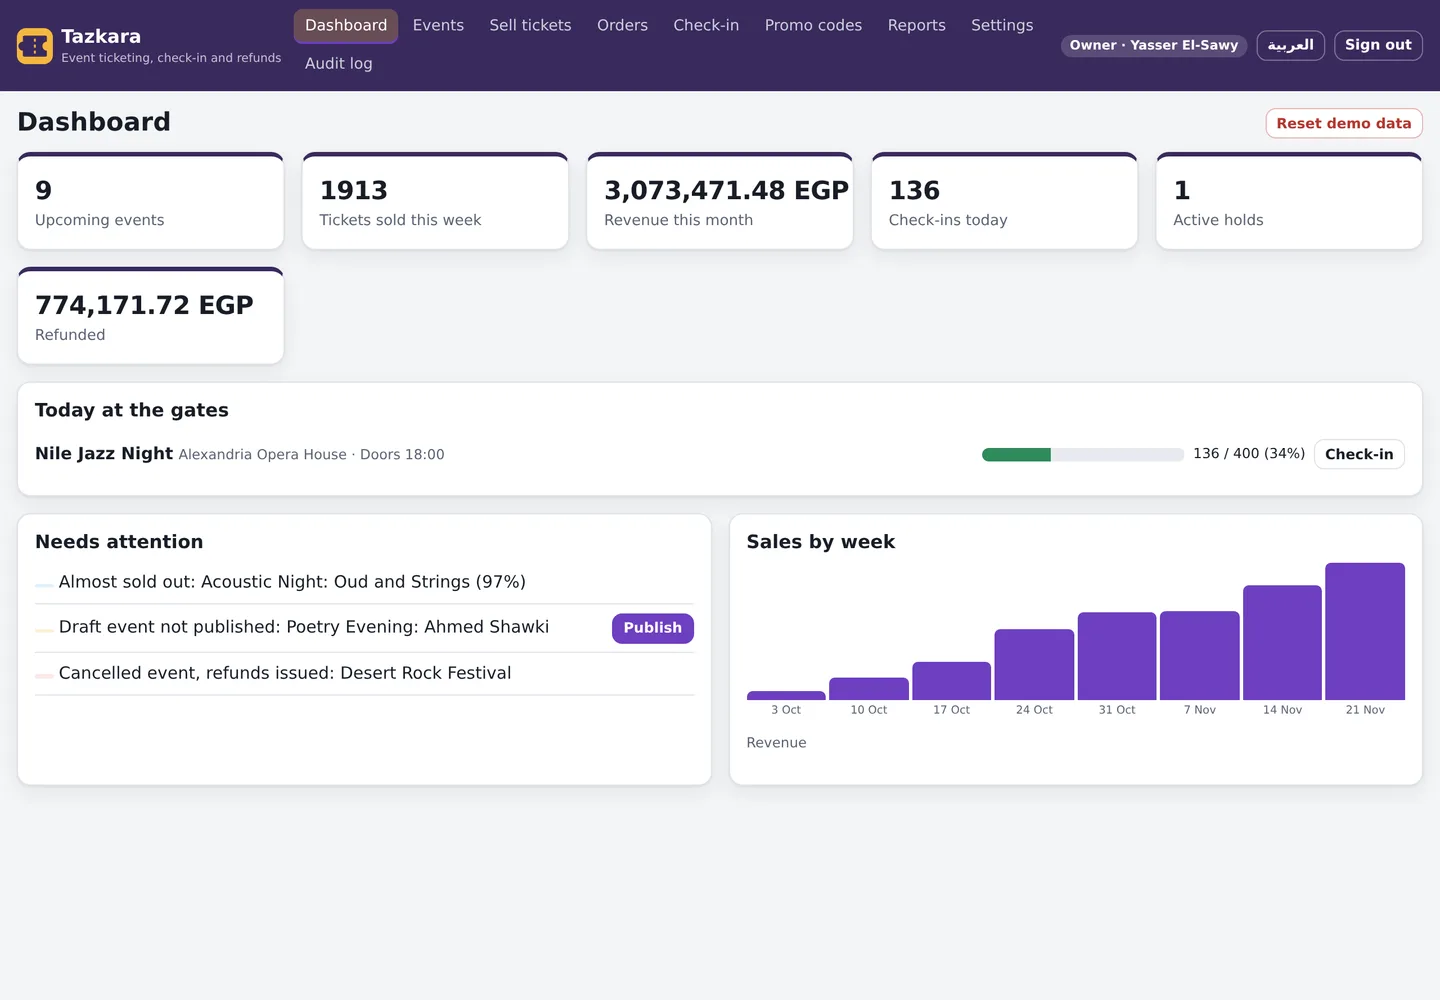 Tazkara
Event ticketing, check-in and refunds
Dashboard
Events
Sell tickets
Orders
Check-in
Promo codes
Reports
Settings
Audit log
Owner · Yasser El-Sawy
العربية
Sign out
Dashboard
Reset demo data
9
Upcoming events
1913
Tickets sold this week
3,073,471.48 EGP
Revenue this month
136
Check-ins today
1
Active holds
774,171.72 EGP
Refunded
Today at the gates
Nile Jazz Night Alexandria Opera House · Doors 18:00
136 / 400 (34%)
Check-in
Needs attention
Almost sold out: Acoustic Night: Oud and Strings (97%)
Draft event not published: Poetry Evening: Ahmed Shawki
Publish
Cancelled event, refunds issued: Desert Rock Festival
Sales by week
3 Oct
10 Oct
17 Oct
24 Oct
31 Oct
7 Nov
14 Nov
21 Nov
Revenue